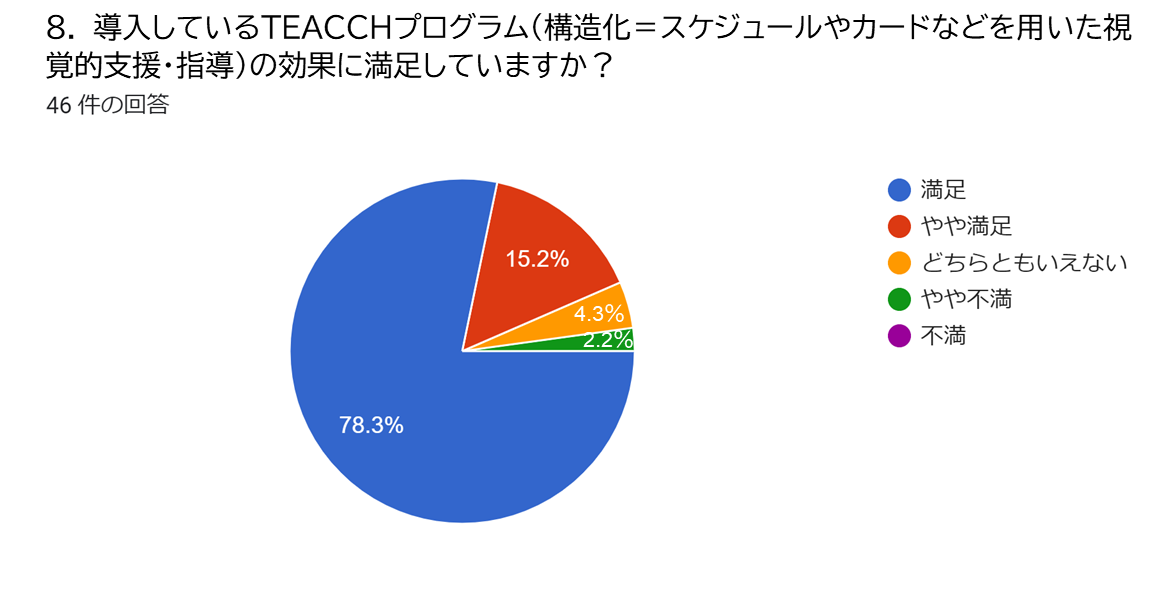 8. 導入しているTEACCHプログラム(構造化＝スケジュールやカードなどを用いた視
覚的支援・指導)の効果に満足していますか？
46 件の回答
満足
やや満足
どちらともいえない
やや不満
不満
15.2%
4.3%
2.2%
78.3%